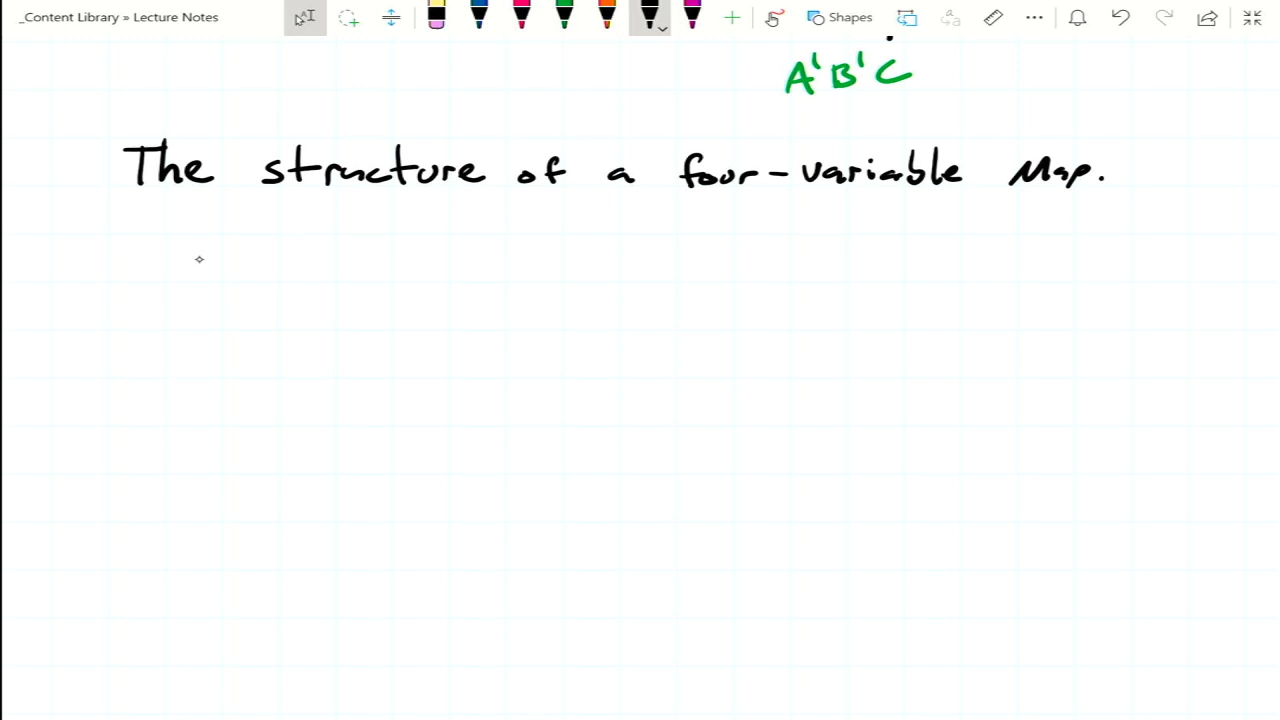 _Content Library » Lecture Notes
Shapes
A'B'C
The structure of a four-variable Map.